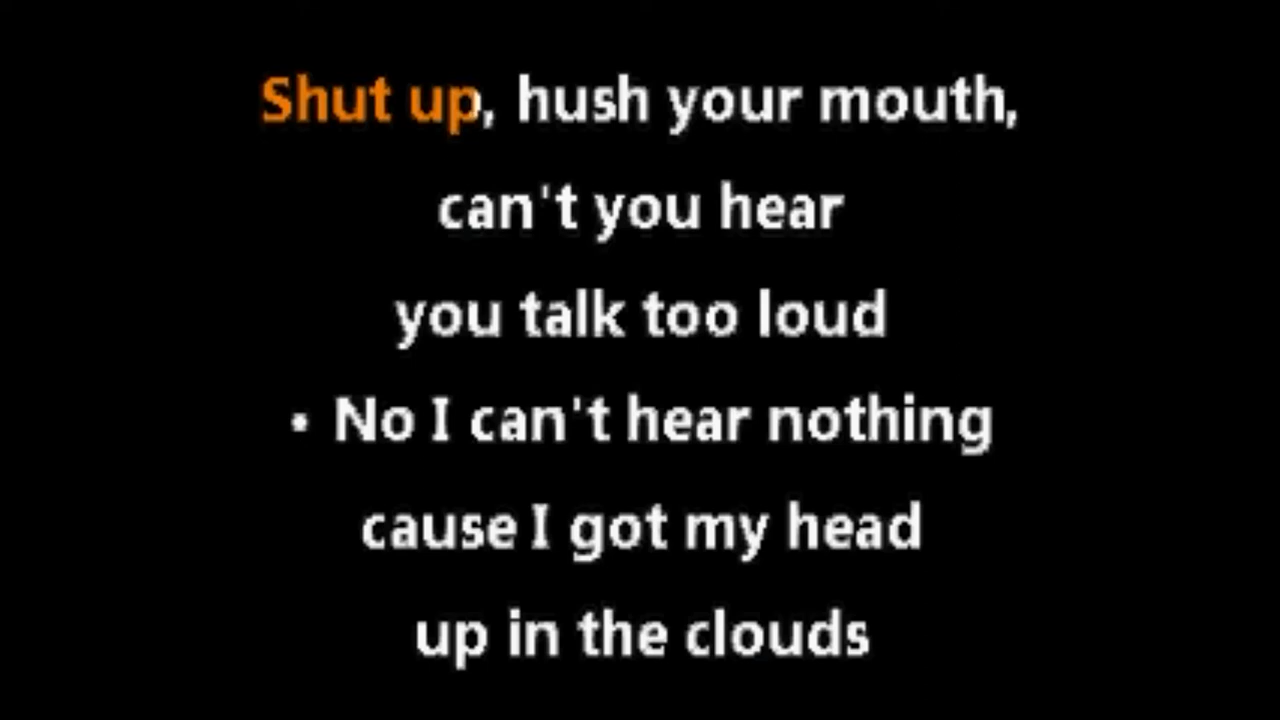 Shut up, hush your mouth,
can't you hear
you talk too loud
• No I can't hear nothing
cause I got my head
up in the clouds